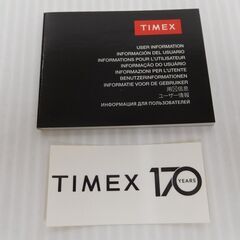 TIMEX
USER INFORMATION
INFORMACIÓN DEL USUARIO
INFORMATIONS POUR L'UTILISATEUR
INFORMAÇÃO DO USUÁRIO
INFORMAZIONI PER L'UTENTE
BENUTZERINFORMATIONEN
INFORMATIE VOOR DE GEBRUIKER
用户信息
ユーザー情報
ИНФОРМАЦИЯ ДЛЯ ПОЛЬЗОВАТЕЛЕЙ
TIMEX 170 YEARS